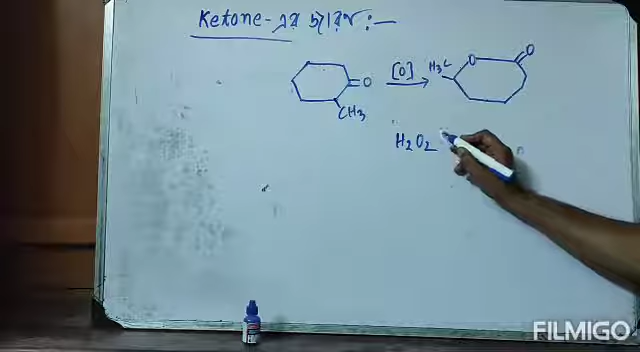 Ketone-এর জারণ :—
O [O] H₃C O O
CH₃
H₂O₂
FILMIGO